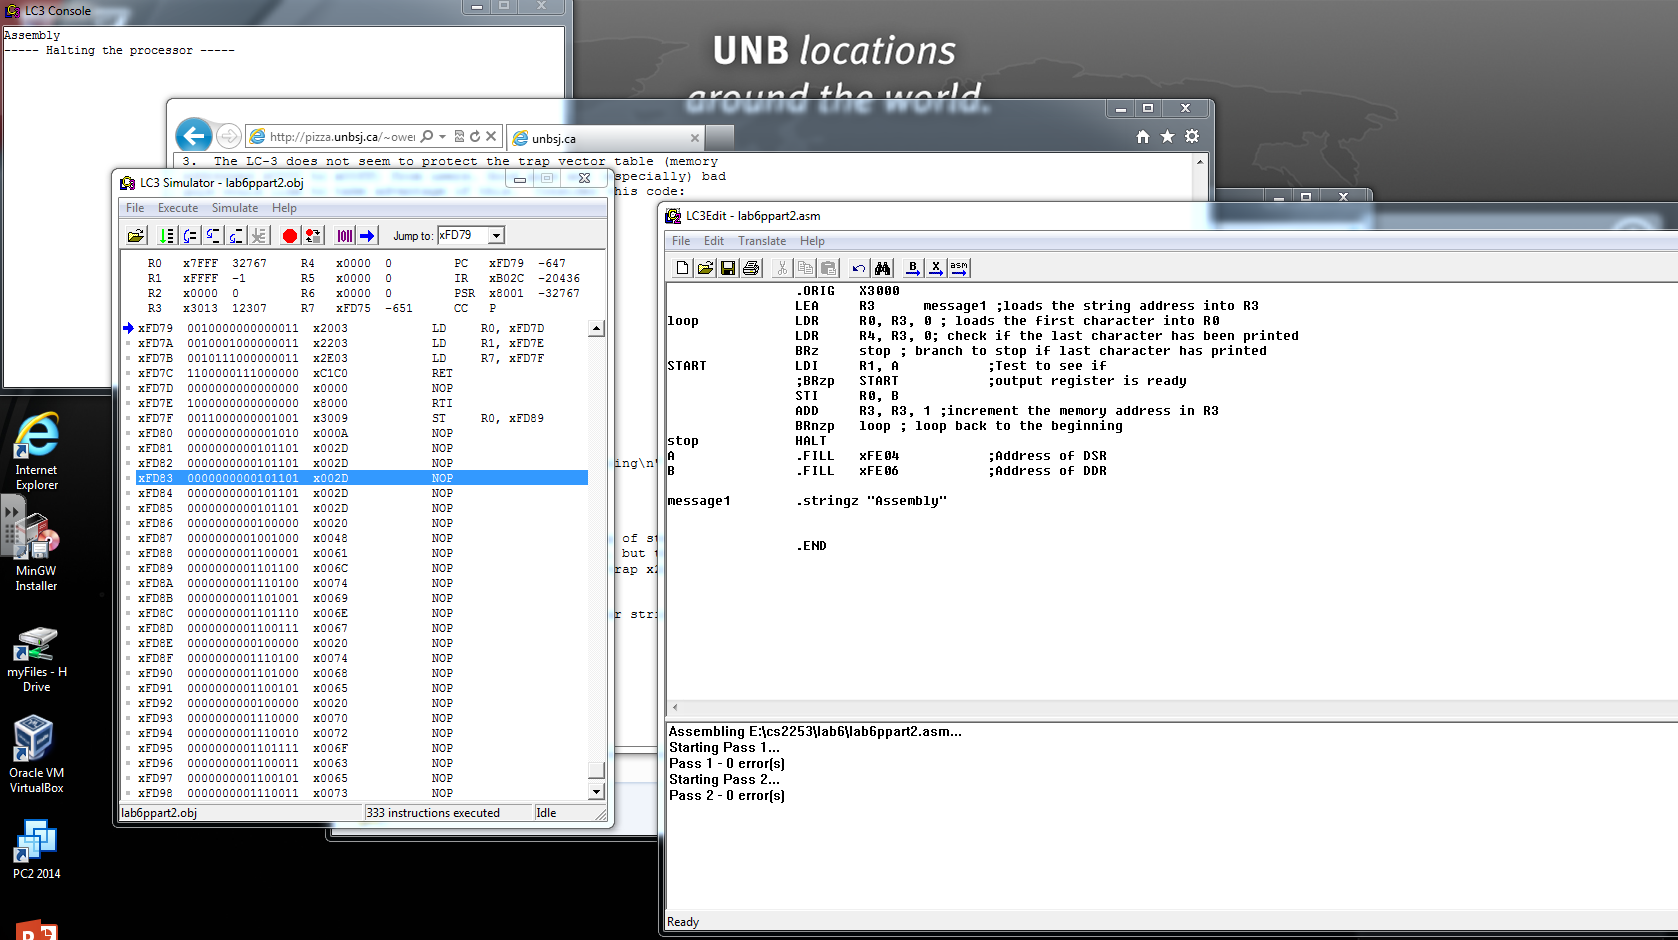 LC3 Console
Assembly
----- Halting the processor -----
UNB locations
around the world.
http://pizza.unbsj.ca/~ower
unbsj.ca
3. The LC-3 does not seem to protect the trap vector table (memory
especially) bad
this code:
LC3 Simulator - lab6ppart2.obj
File Execute Simulate Help
Jump to: xFD79
R0 x7FFF 32767 R4 x0000 0 PC xFD79 -647
R1 xFFFF -1 R5 x0000 0 IR xB02C -20436
R2 x0000 0 R6 x0000 0 PSR x8001 -32767
R3 x3013 12307 R7 xFD75 -651 CC P
xFD79 0010000000000011 x2003 LD R0, xFD7D
xFD7A 0010001000000011 x2203 LD R1, xFD7E
xFD7B 0010111000000011 x2E03 LD R7, xFD7F
xFD7C 1100000111000000 xC1C0 RET
xFD7D 0000000000000000 x0000 NOP
xFD7E 1000000000000000 x8000 RTI
xFD7F 0011000000001001 x3009 ST R0, xFD89
xFD80 0000000000001010 x000A NOP
xFD81 0000000000101101 x002D NOP
xFD82 0000000000101101 x002D NOP
xFD83 0000000000101101 x002D NOP
xFD84 0000000000101101 x002D NOP
xFD85 0000000000101101 x002D NOP
xFD86 0000000000100000 x0020 NOP
xFD87 0000000001001000 x0048 NOP
xFD88 0000000001100001 x0061 NOP
xFD89 0000000001101100 x006C NOP
xFD8A 0000000001110100 x0074 NOP
xFD8B 0000000001101001 x0069 NOP
xFD8C 0000000001101110 x006E NOP
xFD8D 0000000001100111 x0067 NOP
xFD8E 0000000000100000 x0020 NOP
xFD8F 0000000001110100 x0074 NOP
xFD90 0000000001101000 x0068 NOP
xFD91 0000000001100101 x0065 NOP
xFD92 0000000000100000 x0020 NOP
xFD93 0000000001110000 x0070 NOP
xFD94 0000000001110010 x0072 NOP
xFD95 0000000001101111 x006F NOP
xFD96 0000000001100011 x0063 NOP
xFD97 0000000001100101 x0065 NOP
xFD98 0000000001110011 x0073 NOP
lab6ppart2.obj 333 instructions executed Idle
ing\n"
of st
but t
rap x2
r stri
LC3Edit - lab6ppart2.asm
File Edit Translate Help
B X asm
.ORIG X3000
LEA R3 message1 ;loads the string address into R3
loop LDR R0, R3, 0 ; loads the first character into R0
LDR R4, R3, 0; check if the last character has been printed
BRz stop ; branch to stop if last character has printed
START LDI R1, A ;Test to see if
;BRzp START ;output register is ready
STI R0, B
ADD R3, R3, 1 ;increment the memory address in R3
BRnzp loop ; loop back to the beginning
stop HALT
A .FILL xFE04 ;Address of DSR
B .FILL xFE06 ;Address of DDR
message1 .stringz "Assembly"
.END
Assembling E:\cs2253\lab6\lab6ppart2.asm...
Starting Pass 1...
Pass 1 - 0 error(s)
Starting Pass 2...
Pass 2 - 0 error(s)
Ready
Internet
Explorer
MinGW
Installer
myFiles - H
Drive
Oracle VM
VirtualBox
PC2 2014